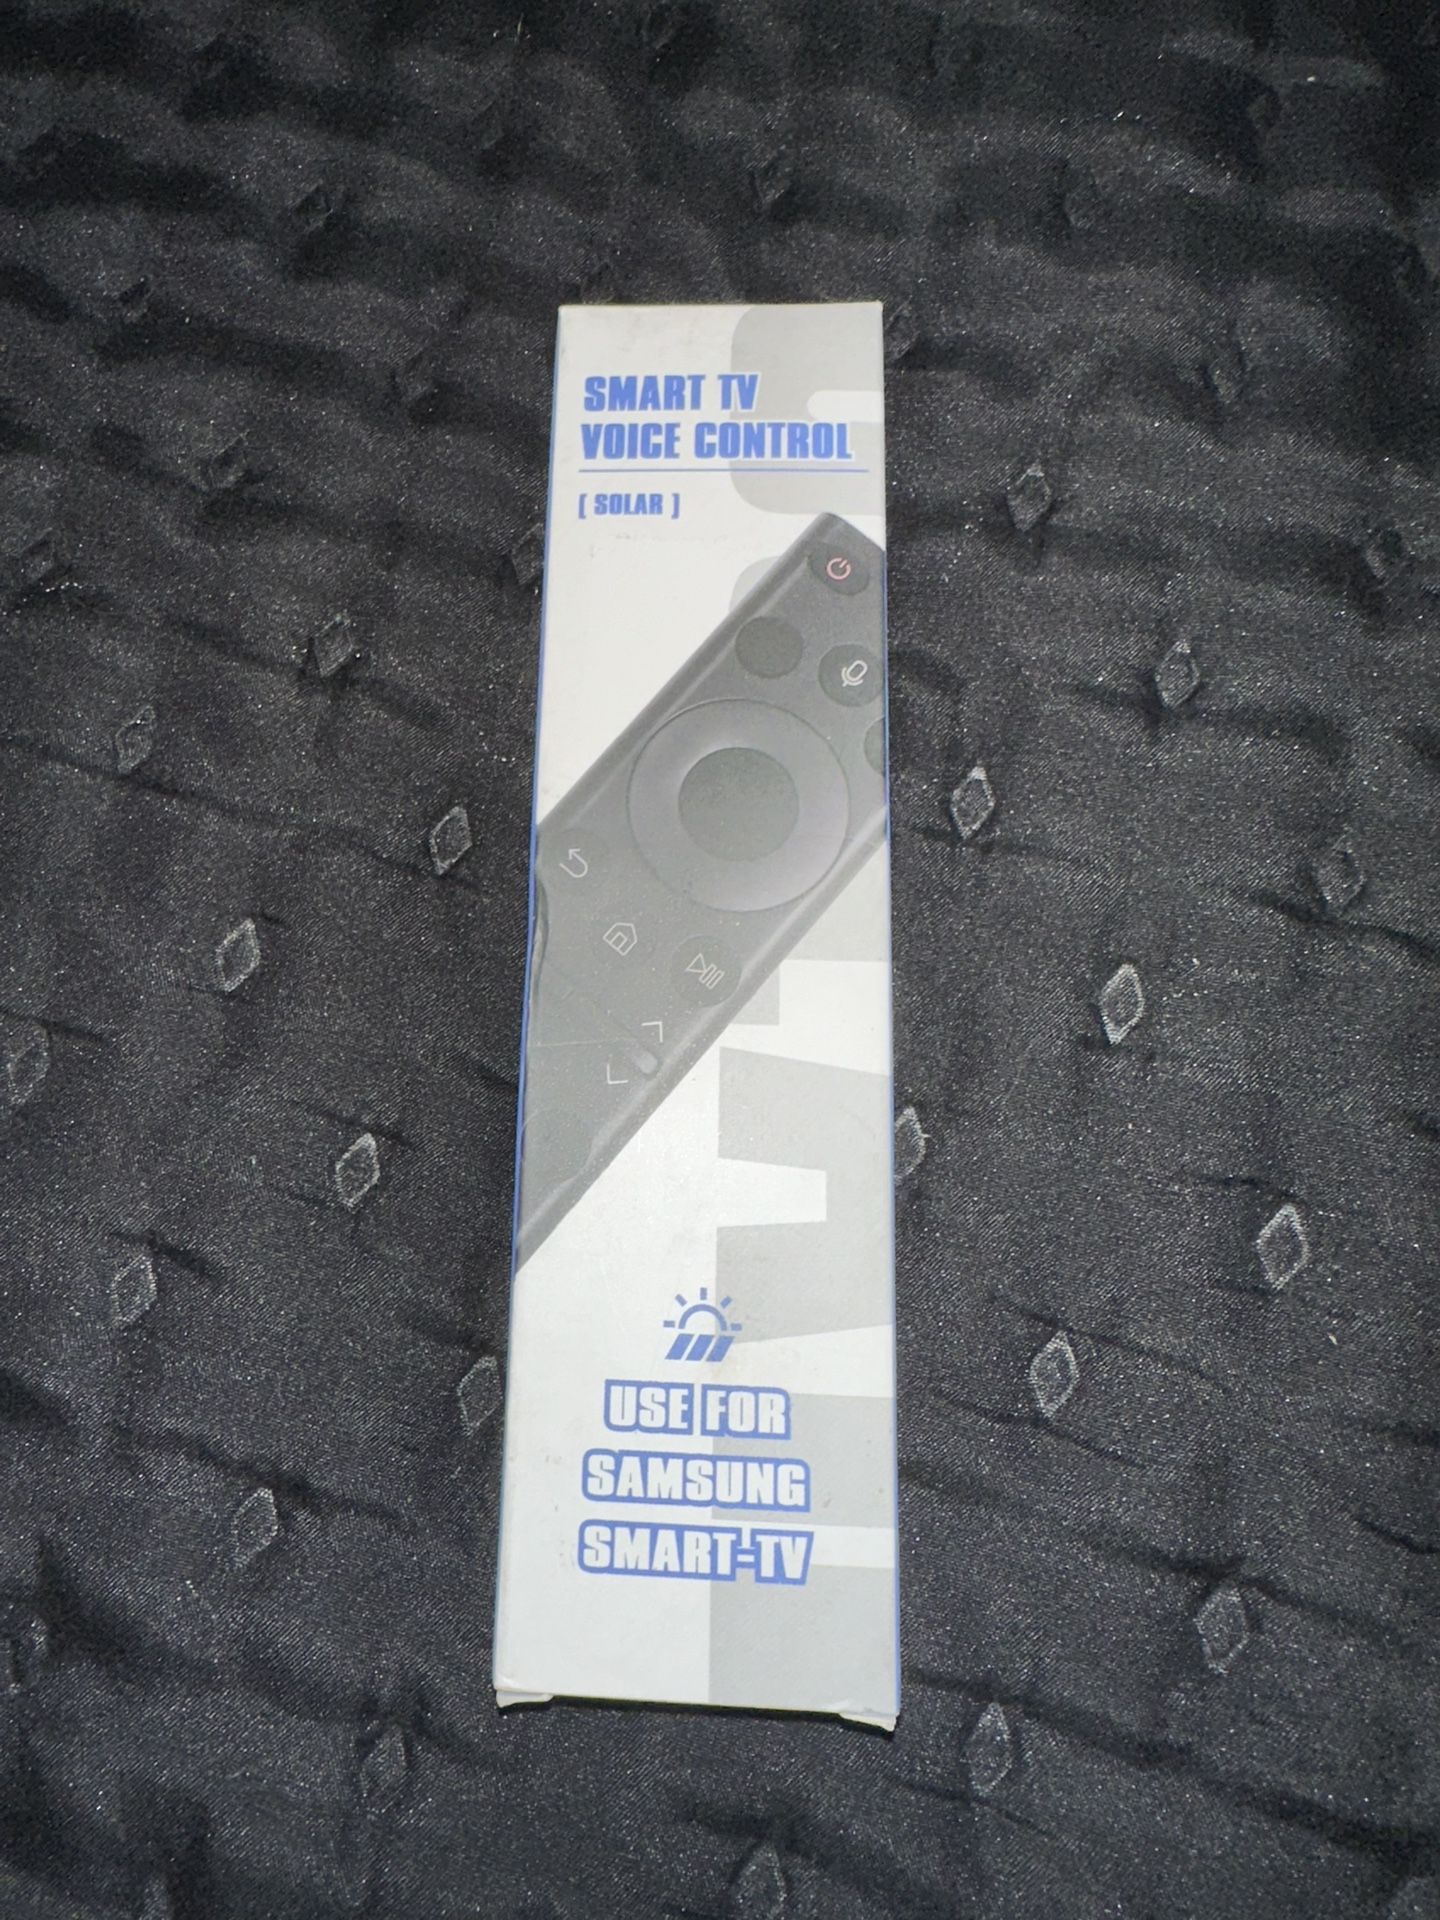 SMART TV
VOICE CONTROL
[ SOLAR ]
USE FOR
SAMSUNG
SMART-TV